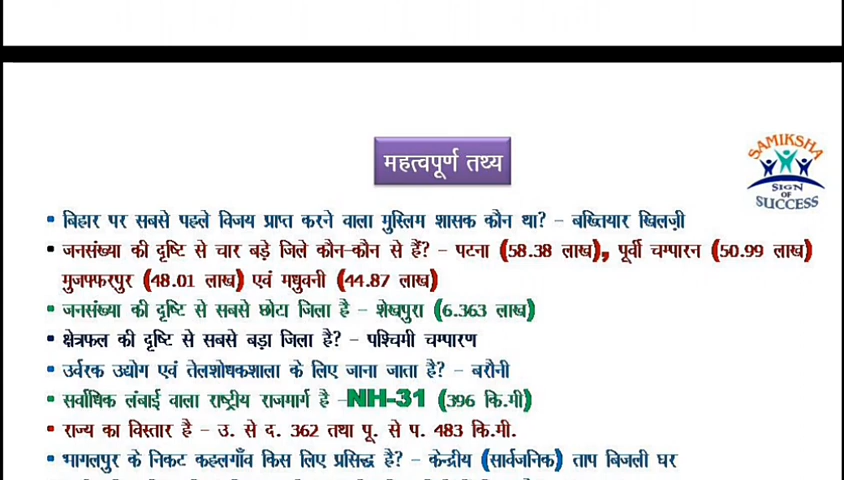 महत्वपूर्ण तथ्य
SAMIKSHA
SIGN
OF
SUCCESS
• बिहार पर सबसे पहले विजय प्राप्त करने वाला मुस्लिम शासक कौन था? – बख्तियार खिलज़ी
• जनसंख्या की दृष्टि से चार बड़े जिले कौन-कौन से हैं? – पटना (58.38 लाख), पूर्वी चम्पारन (50.99 लाख)
मुजफ्फरपुर (48.01 लाख) एवं मधुवनी (44.87 लाख)
• जनसंख्या की दृष्टि से सबसे छोटा जिला है – शेखपुरा (6.363 लाख)
• क्षेत्रफल की दृष्टि से सबसे बड़ा जिला है? – पश्चिमी चम्पारण
• उर्वरक उद्योग एवं तेलशोधकशाला के लिए जाना जाता है? – बरौनी
• सर्वाधिक लंबाई वाला राष्ट्रीय राजमार्ग है –NH-31 (396 कि.मी)
• राज्य का विस्तार है – उ. से द. 362 तथा पू. से प. 483 कि.मी.
• भागलपुर के निकट कहलगाँव किस लिए प्रसिद्ध है? – केन्द्रीय (सार्वजनिक) ताप बिजली घर